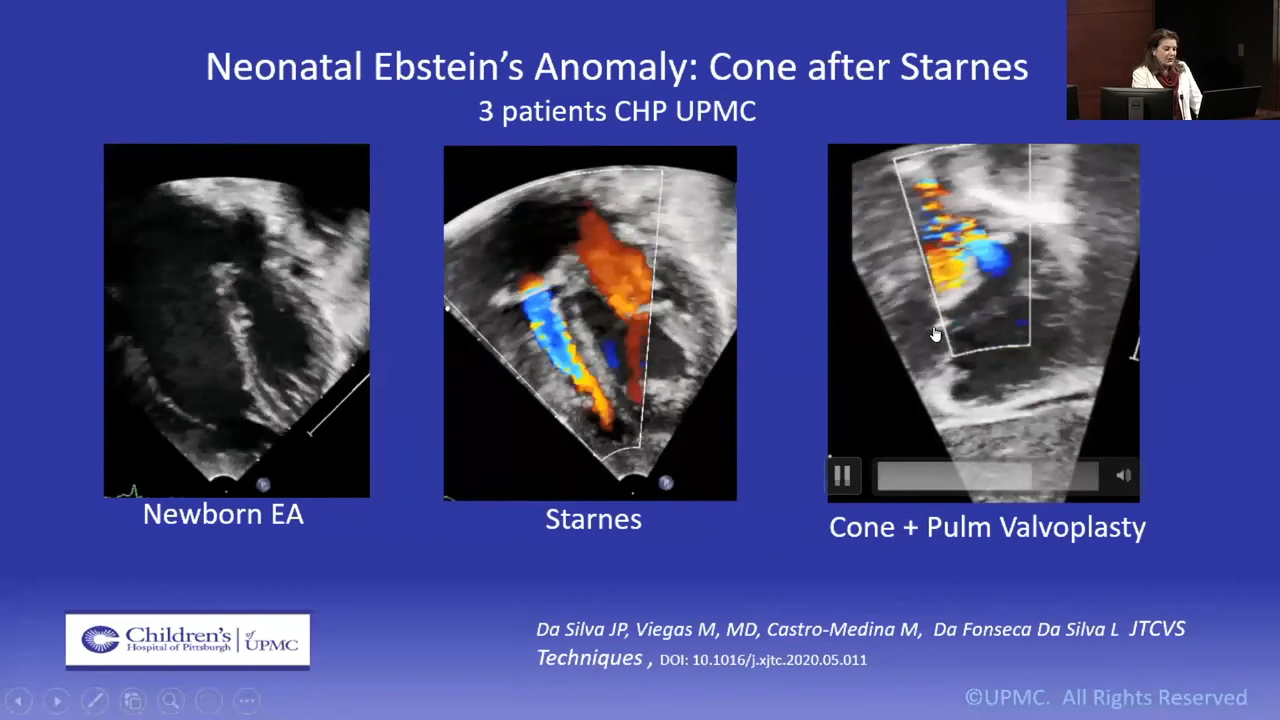 Neonatal Ebstein's Anomaly: Cone after Starnes
3 patients CHP UPMC
Newborn EA
Starnes
Cone + Pulm Valvoplasty
Children's
Hospital of Pittsburgh
of
UPMC
Da Silva JP, Viegas M, MD, Castro-Medina M, Da Fonseca Da Silva L JTCVS
Techniques , DOI: 10.1016/j.xjtc.2020.05.011
©UPMC. All Rights Reserved